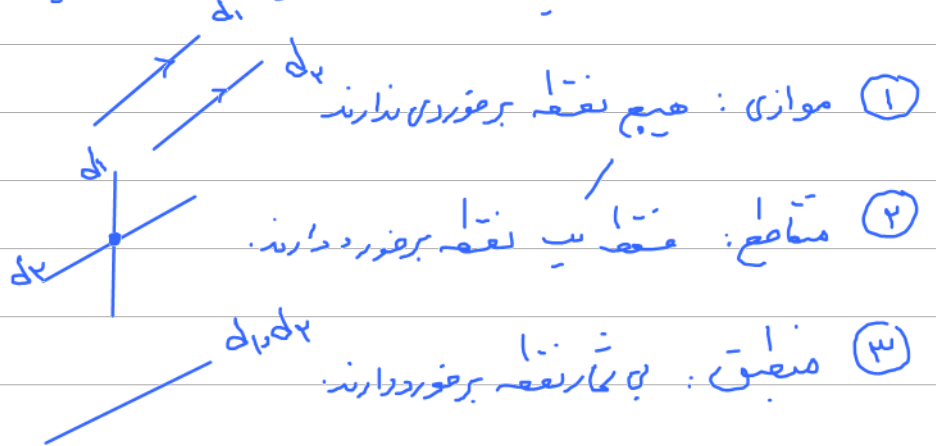 d₁
d₂
① موازی : هیچ نقطه برخوردی ندارند
d₁
② متقاطع : فقط یک نقطه برخورد دارند.
d₂
d₁,d₂
③ منطبق : بی شمار نقطه برخورد دارند.